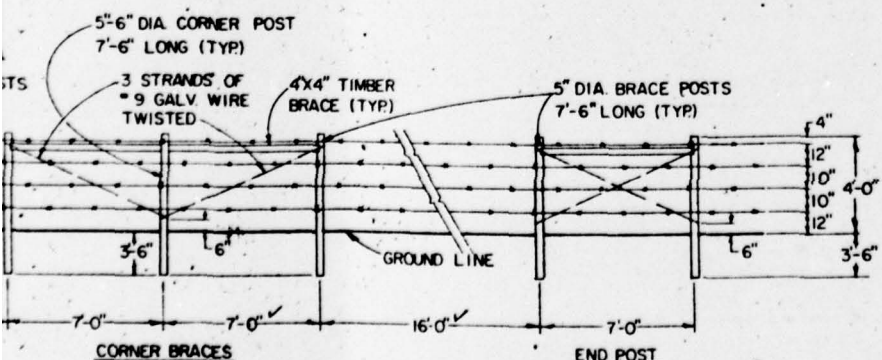 5"-6" DIA. CORNER POST
7'-6" LONG (TYP.)
STS
3 STRANDS OF
#9 GALV. WIRE
TWISTED
4"X4" TIMBER
BRACE (TYP.)
5" DIA. BRACE POSTS
7'-6" LONG (TYP.)
4"
12"
10"
10"
12"
4'-0"
3'-6"
6"
GROUND LINE
6"
3'-6"
7'-0"
7'-0"
16'-0"
7'-0"
CORNER BRACES
END POST